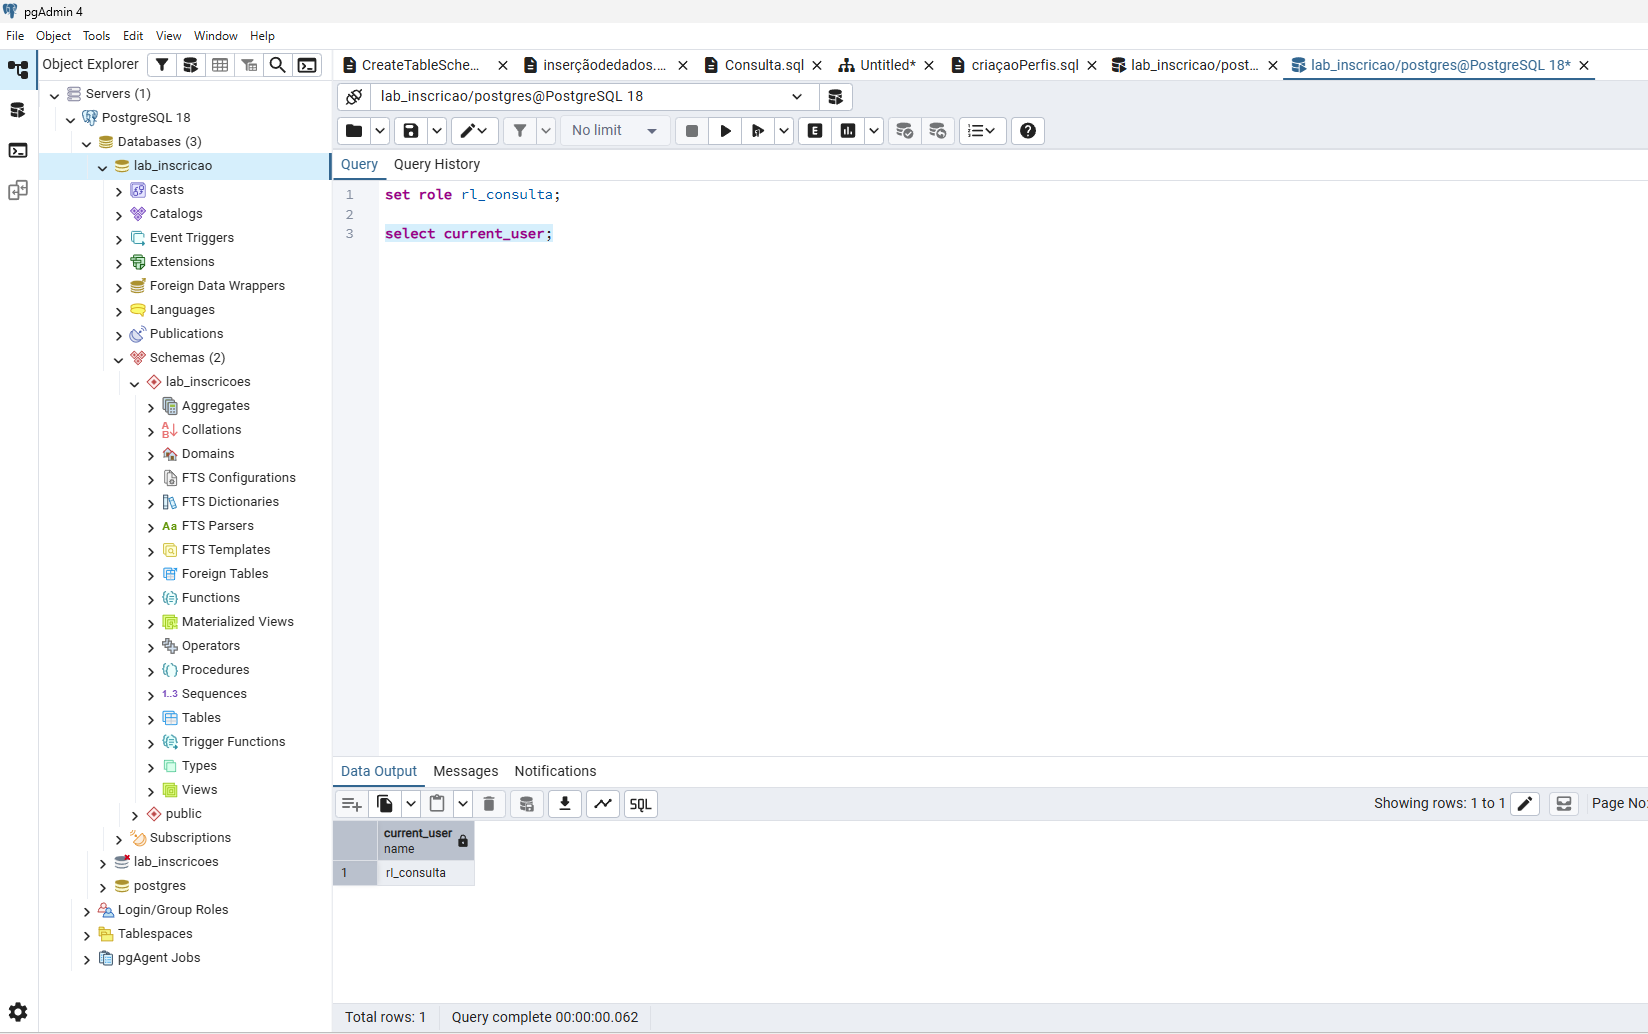 pgAdmin 4
File Object Tools Edit View Window Help
Object Explorer
CreateTableSche...
inserçãodedados....
Consulta.sql
Untitled*
criaçaoPerfis.sql
lab_inscricao/post...
lab_inscricao/postgres@PostgreSQL 18*
Servers (1)
PostgreSQL 18
Databases (3)
lab_inscricao
Casts
Catalogs
Event Triggers
Extensions
Foreign Data Wrappers
Languages
Publications
Schemas (2)
lab_inscricoes
Aggregates
Collations
Domains
FTS Configurations
FTS Dictionaries
Aa FTS Parsers
FTS Templates
Foreign Tables
Functions
Materialized Views
Operators
Procedures
1..3 Sequences
Tables
Trigger Functions
Types
Views
public
Subscriptions
lab_inscricoes
postgres
Login/Group Roles
Tablespaces
pgAgent Jobs
lab_inscricao/postgres@PostgreSQL 18
No limit
E
Query Query History
1 set role rl_consulta;
2
3 select current_user;
Data Output Messages Notifications
SQL
Showing rows: 1 to 1
Page No:
current_user
name
1 rl_consulta
Total rows: 1
Query complete 00:00:00.062